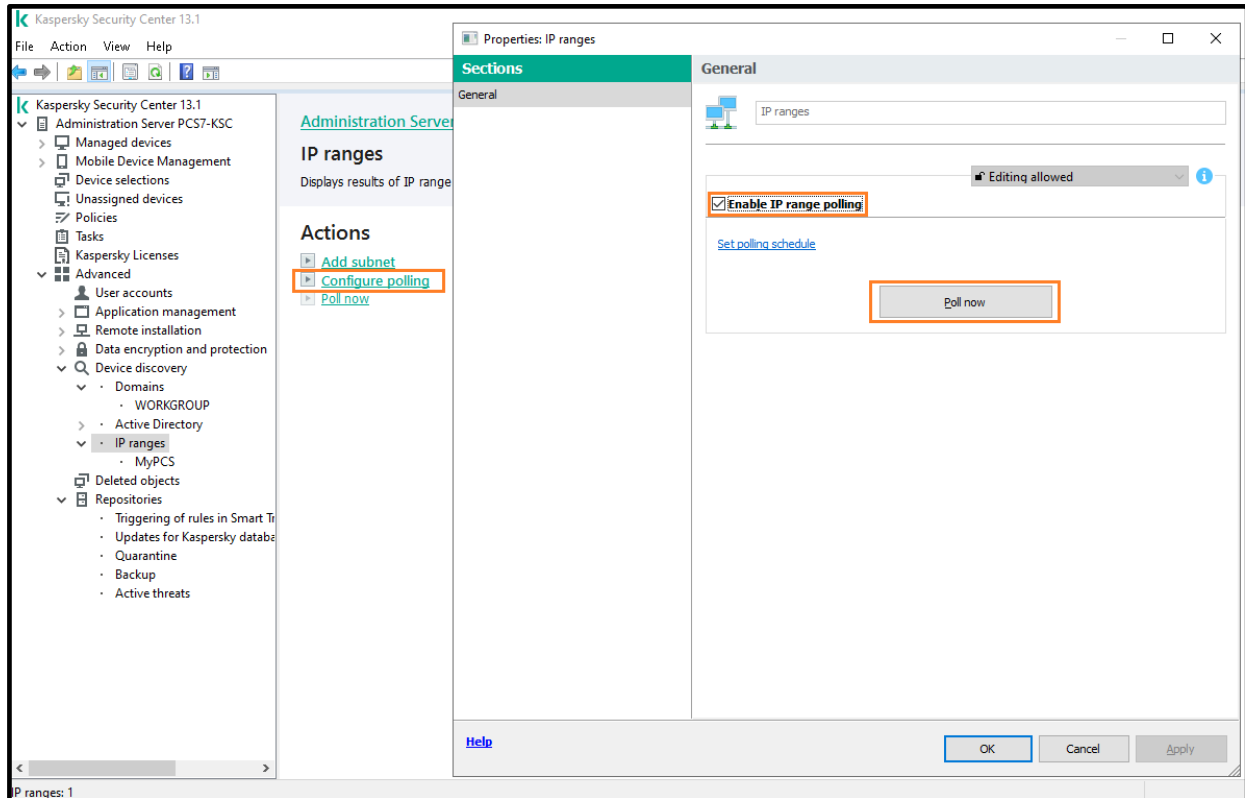 Kaspersky Security Center 13.1
File Action View Help
Kaspersky Security Center 13.1
Administration Server PCS7-KSC
Managed devices
Mobile Device Management
Device selections
Unassigned devices
Policies
Tasks
Kaspersky Licenses
Advanced
User accounts
Application management
Remote installation
Data encryption and protection
Device discovery
Domains
WORKGROUP
Active Directory
IP ranges
MyPCS
Deleted objects
Repositories
Triggering of rules in Smart Tr
Updates for Kaspersky databa
Quarantine
Backup
Active threats
IP ranges: 1
Administration Server
IP ranges
Displays results of IP range
Actions
Add subnet
Configure polling
Poll now
Properties: IP ranges
Sections
General
General
IP ranges
Editing allowed
Enable IP range polling
Set polling schedule
Poll now
Help
OK Cancel Apply